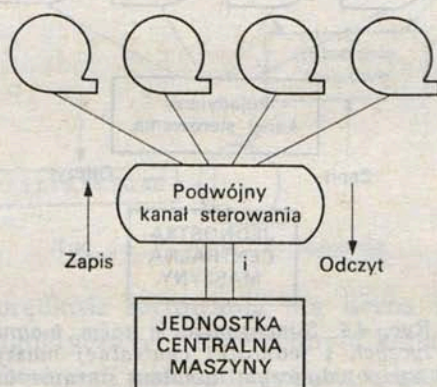 Podwójny
kanał sterowania
Zapis
i
Odczyt
JEDNOSTKA
CENTRALNA
MASZYNY